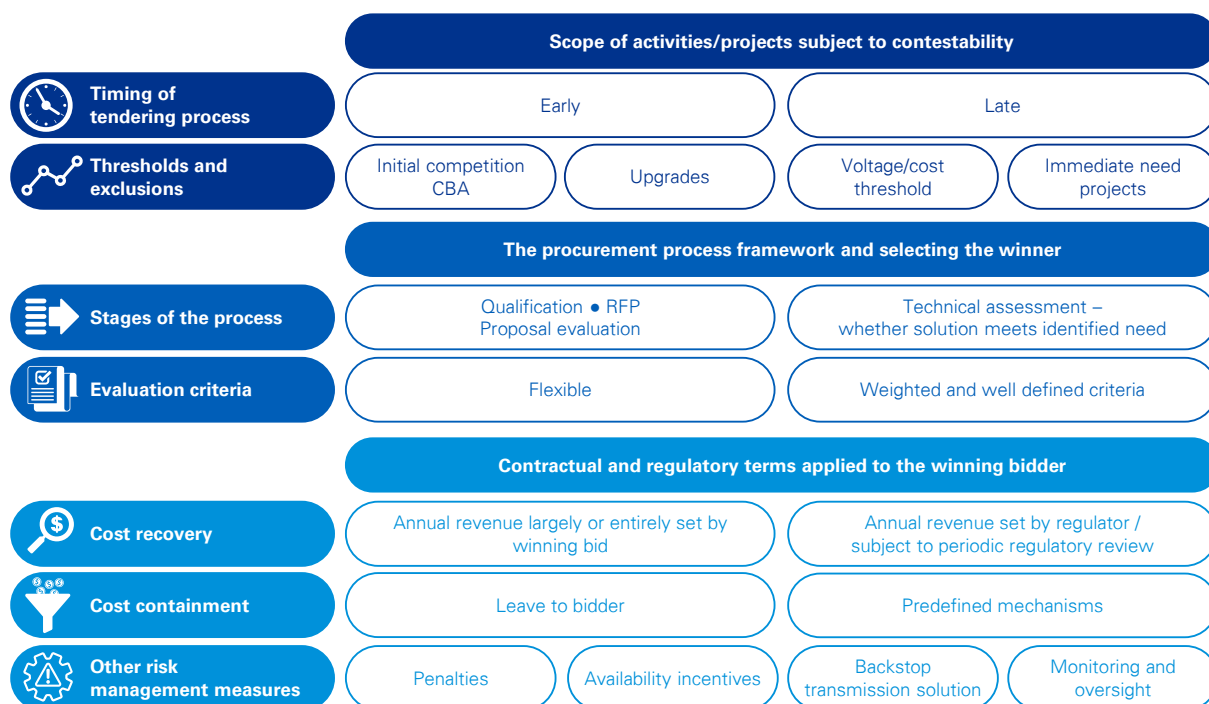 Scope of activities/projects subject to contestability
Timing of
tendering process
Early
Late
Thresholds and
exclusions
Initial competition
CBA
Upgrades
Voltage/cost
threshold
Immediate need
projects
The procurement process framework and selecting the winner
Stages of the process
Qualification ● RFP
Proposal evaluation
Technical assessment –
whether solution meets identified need
Evaluation criteria
Flexible
Weighted and well defined criteria
Contractual and regulatory terms applied to the winning bidder
$
Cost recovery
Annual revenue largely or entirely set by
winning bid
Annual revenue set by regulator /
subject to periodic regulatory review
Cost containment
Leave to bidder
Predefined mechanisms
Other risk
management measures
Penalties
Availability incentives
Backstop
transmission solution
Monitoring and
oversight